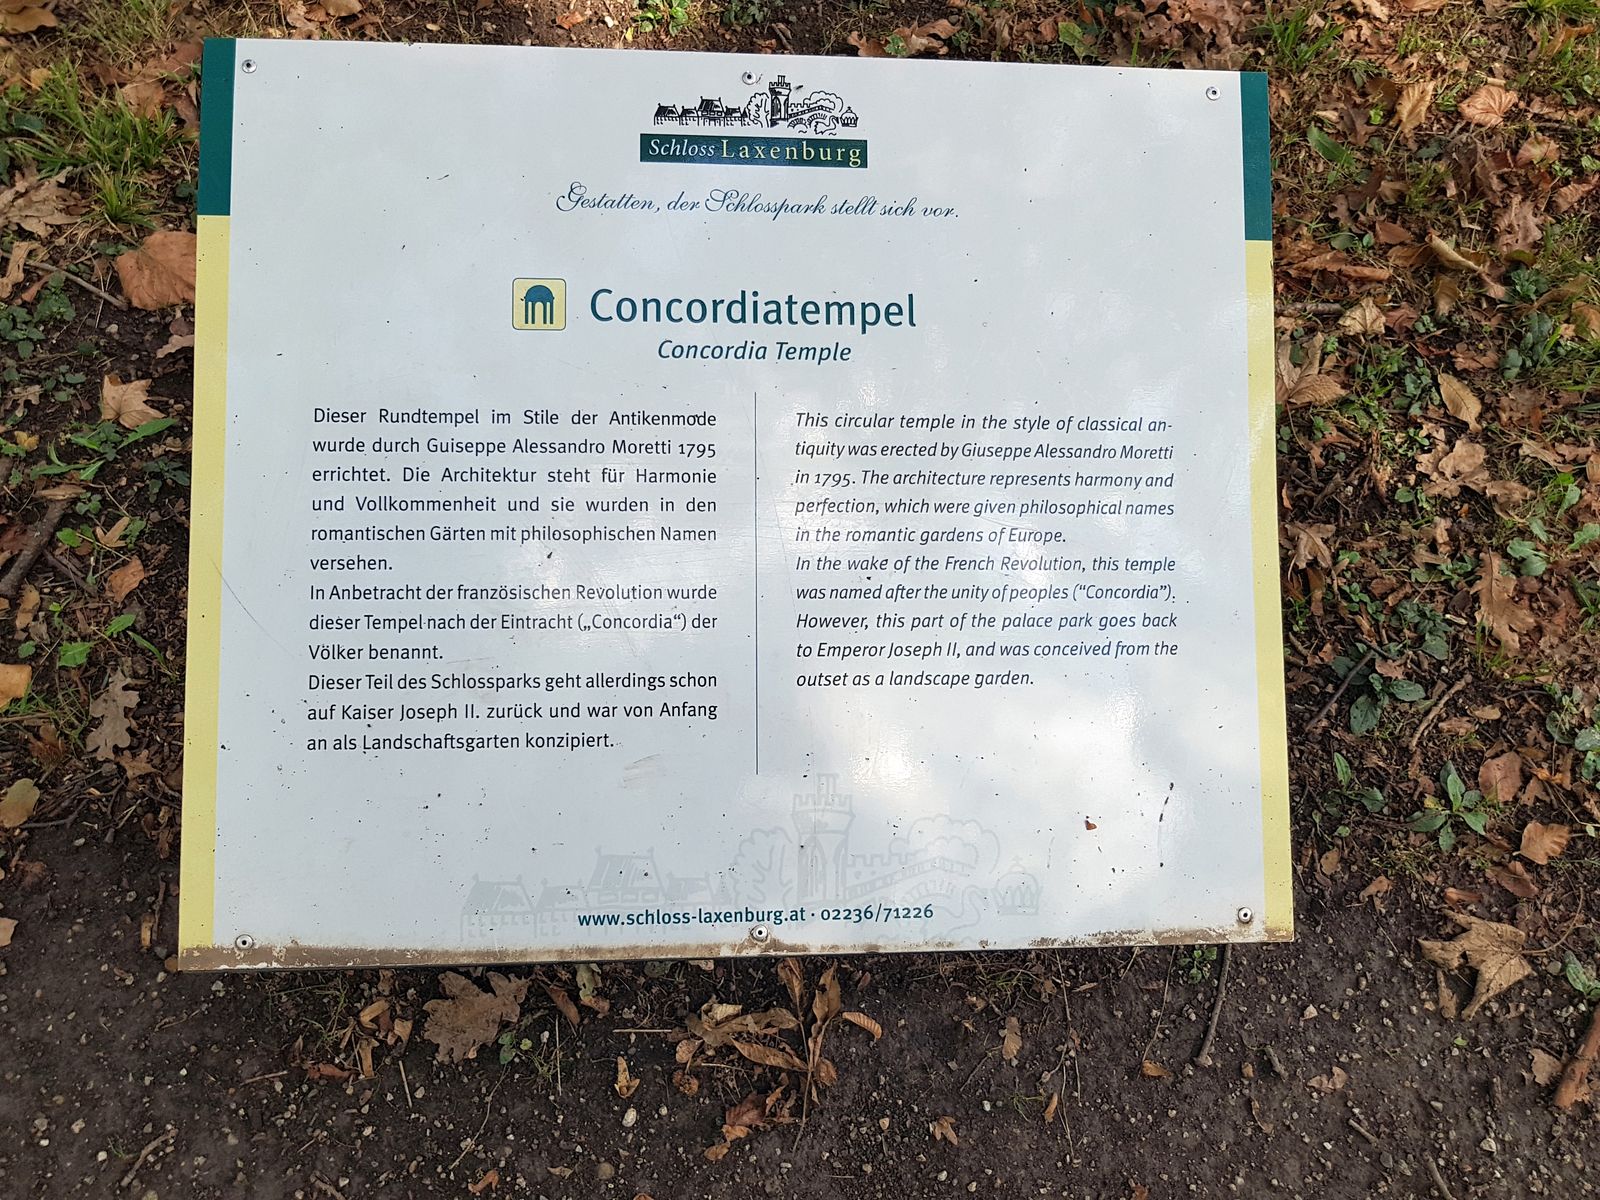 Schloss Laxenburg
Gestatten, der Schlosspark stellt sich vor.
Concordiatempel
Concordia Temple
Dieser Rundtempel im Stile der Antikenmode
wurde durch Guiseppe Alessandro Moretti 1795
errichtet. Die Architektur steht für Harmonie
und Vollkommenheit und sie wurden in den
romantischen Gärten mit philosophischen Namen
versehen.
In Anbetracht der französischen Revolution wurde
dieser Tempel nach der Eintracht („Concordia“) der
Völker benannt.
Dieser Teil des Schlossparks geht allerdings schon
auf Kaiser Joseph II. zurück und war von Anfang
an als Landschaftsgarten konzipiert.
This circular temple in the style of classical an-
tiquity was erected by Giuseppe Alessandro Moretti
in 1795. The architecture represents harmony and
perfection, which were given philosophical names
in the romantic gardens of Europe.
In the wake of the French Revolution, this temple
was named after the unity of peoples (“Concordia”).
However, this part of the palace park goes back
to Emperor Joseph II, and was conceived from the
outset as a landscape garden.
www.schloss-laxenburg.at · 02236/71226